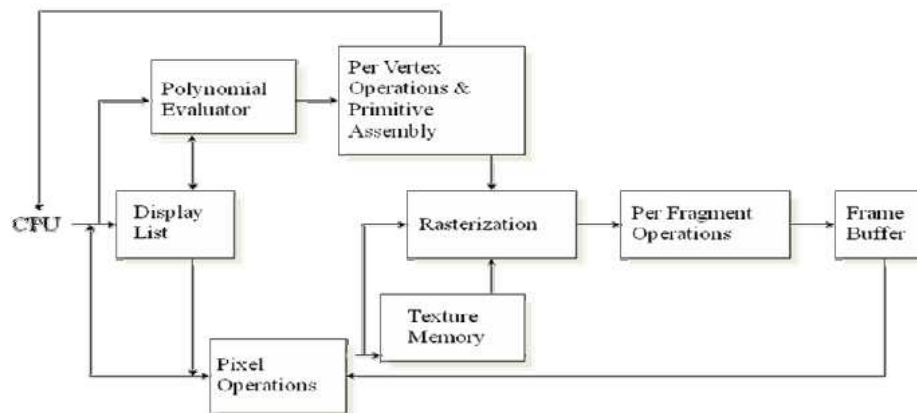 Per Vertex
Operations &
Primitive
Assembly
Polynomial
Evaluator
CPU
Display
List
Rasterization
Per Fragment
Operations
Frame
Buffer
Texture
Memory
Pixel
Operations